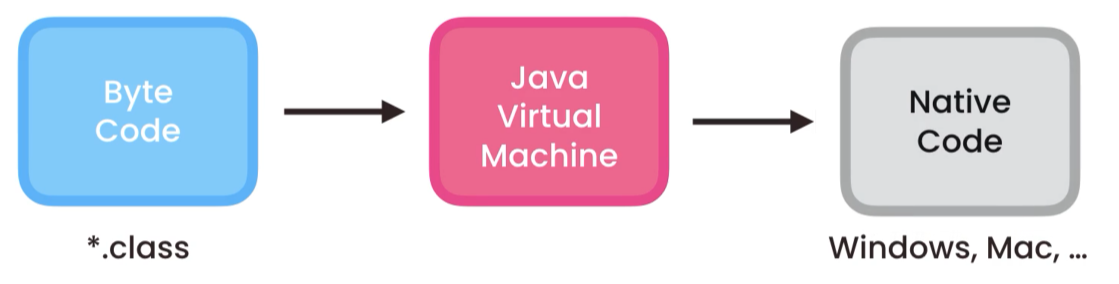 Byte
Code
Java
Virtual
Machine
Native
Code
*.class
Windows, Mac, ...